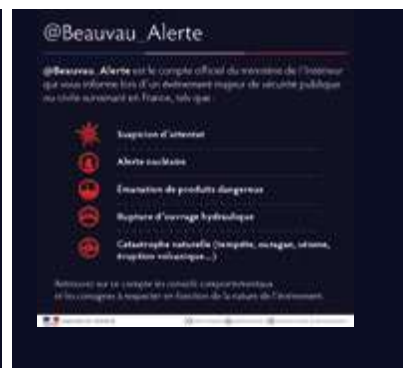 @Beauvau_Alerte
@Beauvau_Alerte est le compte officiel du ministère de l'Intérieur
qui vous informe lors d'un événement majeur de sécurité publique
ou civile survenant en France, tels que :
Suspicion d'attentat
Alerte nucléaire
Émanation de produits dangereux
Rupture d'ouvrage hydraulique
Catastrophe naturelle (tempête, ouragan, séisme,
éruption volcanique...)
Retrouvez sur ce compte les conseils comportementaux
et les consignes à respecter en fonction de la nature de l'événement.